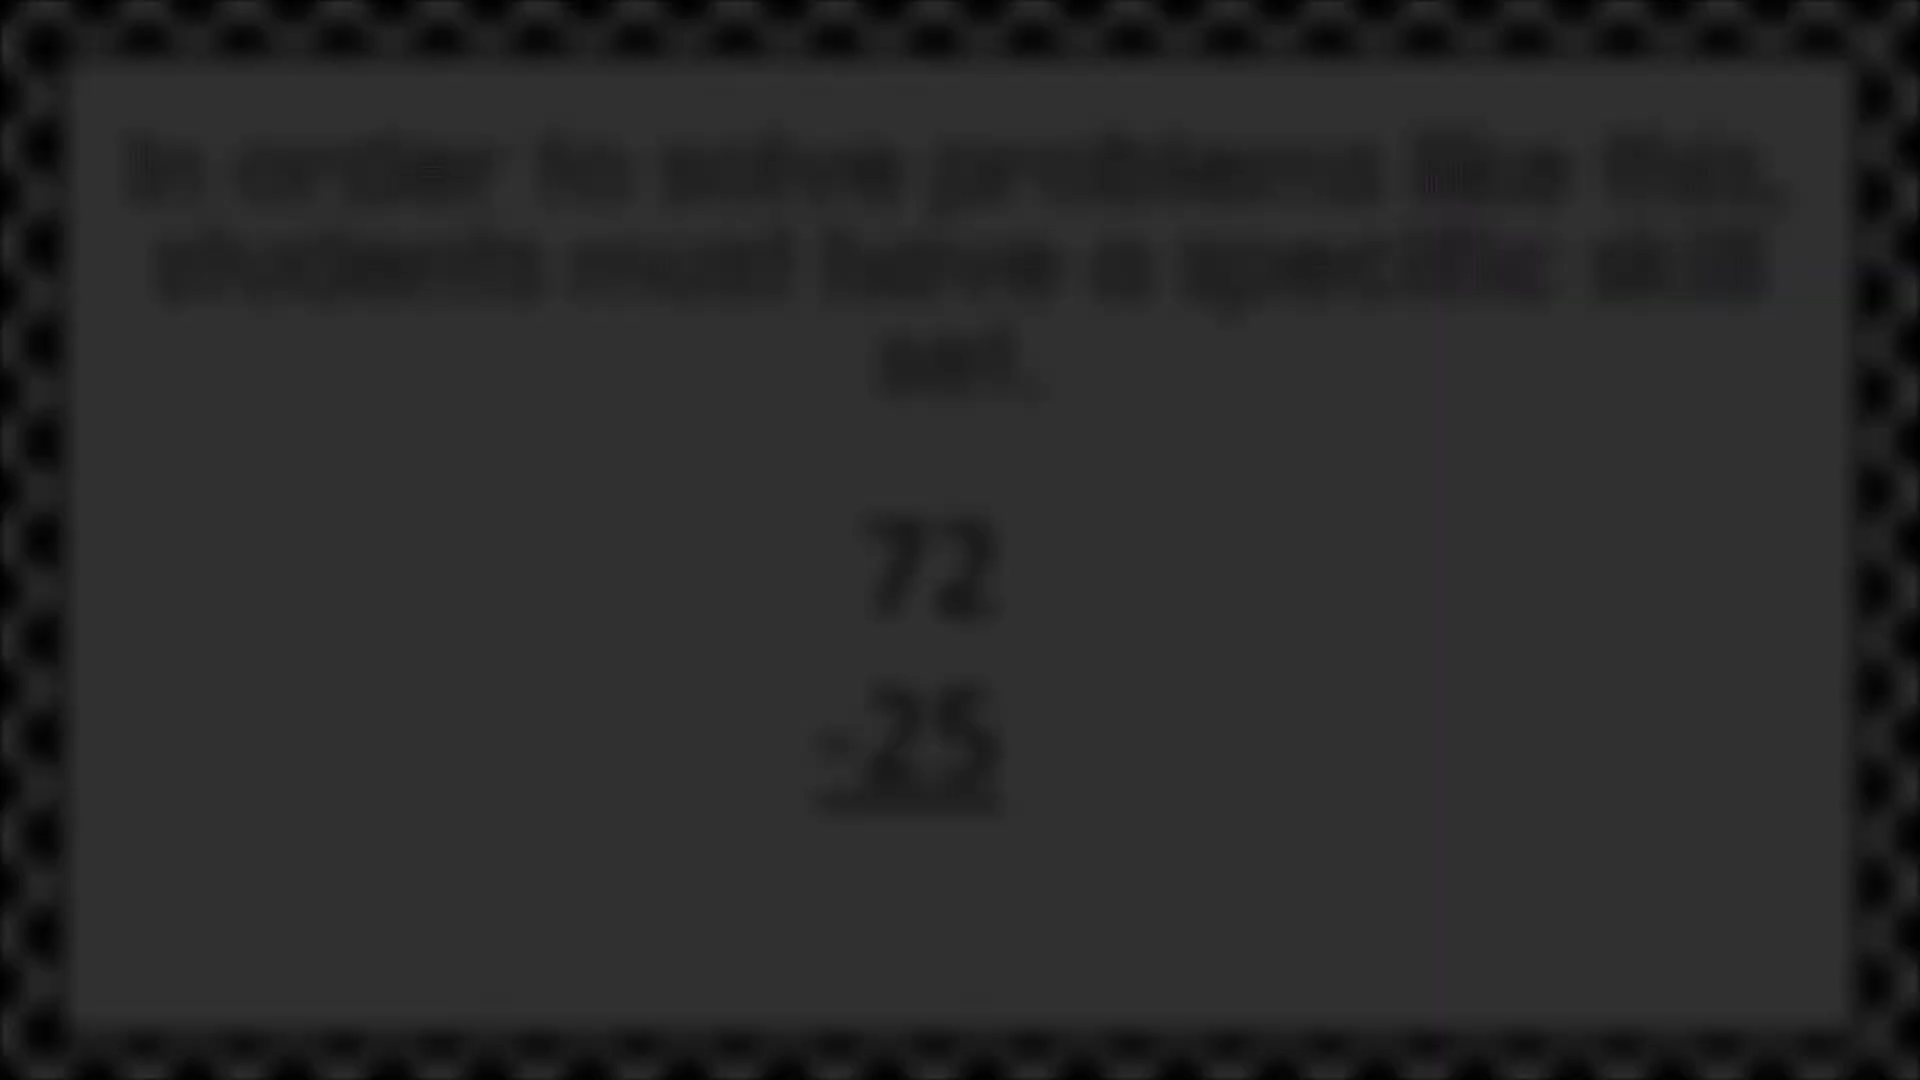 In order to solve problems like this,
students must have a specific skill
set.
72
-25